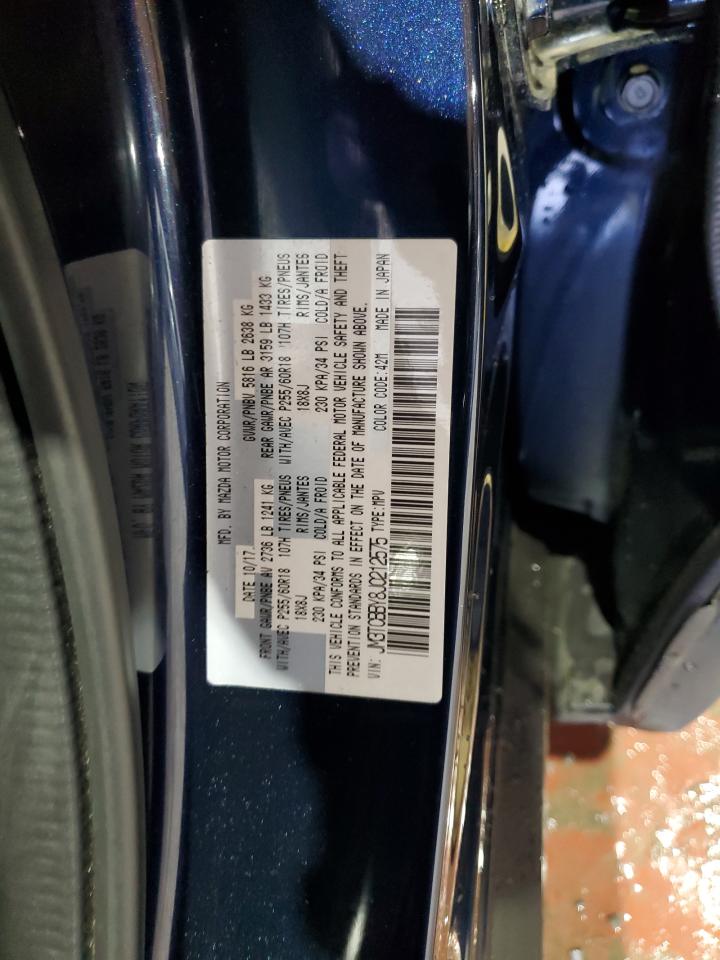 MFD. BY MAZDA MOTOR CORPORATION
DATE 10/17 GVWR/PNBV 5816 LB 2638 KG
FRONT GAWR/PNBE AV 2736 LB 1241 KG REAR GAWR/PNBE AR 3159 LB 1433 KG
WITH/AVEC P255/60R18 107H TIRES/PNEUS WITH/AVEC P255/60R18 107H TIRES/PNEUS
18X8J RIMS/JANTES 18X8J RIMS/JANTES
230 KPA/34 PSI COLD/A FROID 230 KPA/34 PSI COLD/A FROID
THIS VEHICLE CONFORMS TO ALL APPLICABLE FEDERAL MOTOR VEHICLE SAFETY AND THEFT
PREVENTION STANDARDS IN EFFECT ON THE DATE OF MANUFACTURE SHOWN ABOVE.
VIN: JM3TCBBY8J0212575 TYPE:MPV COLOR CODE:42M MADE IN JAPAN